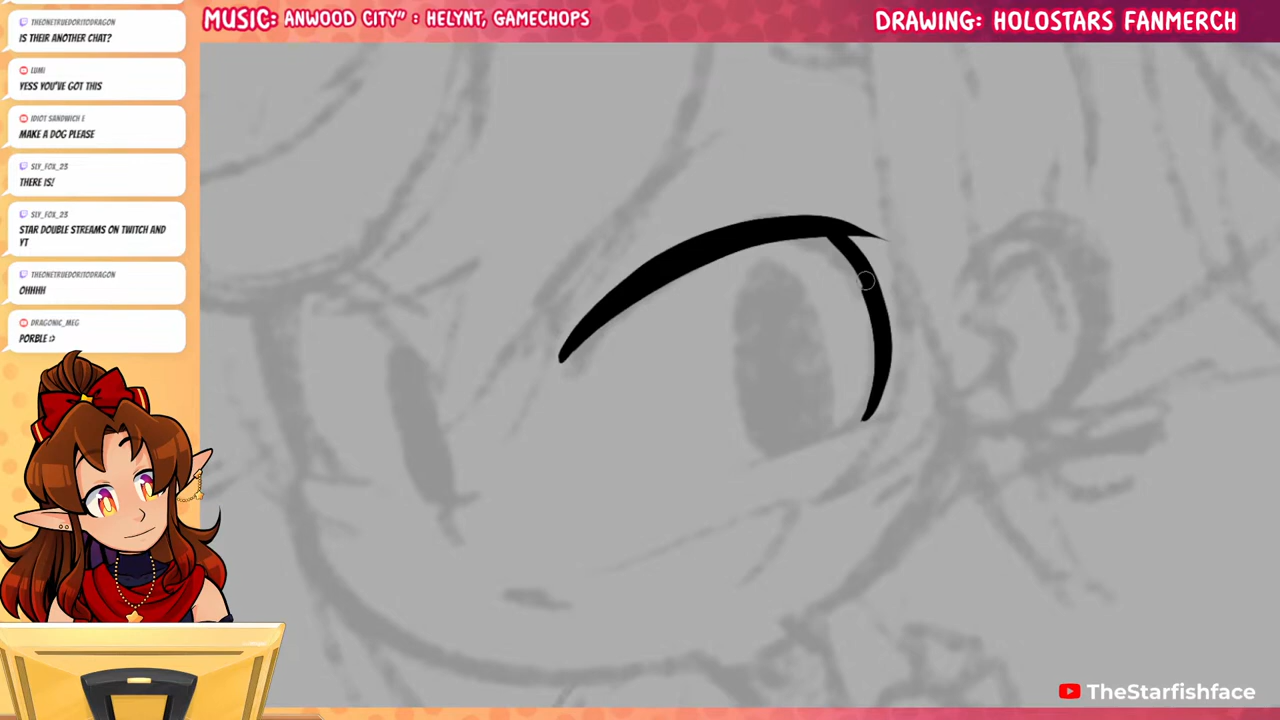 MUSIC: ANWOOD CITY" : HELYNT, GAMECHOPS
DRAWING: HOLOSTARS FANMERCH
THEONETRUEDORITODRAGON
IS THEIR ANOTHER CHAT?
LUMI
YESS YOU'VE GOT THIS
IDIOT SANDWICH E
MAKE A DOG PLEASE
SLY_FOX_23
THERE IS!
SLY_FOX_23
STAR DOUBLE STREAMS ON TWITCH AND
YT
THEONETRUEDORITODRAGON
OHHHH
DRAGONIC_MEG
PORBLE :>
TheStarfishface